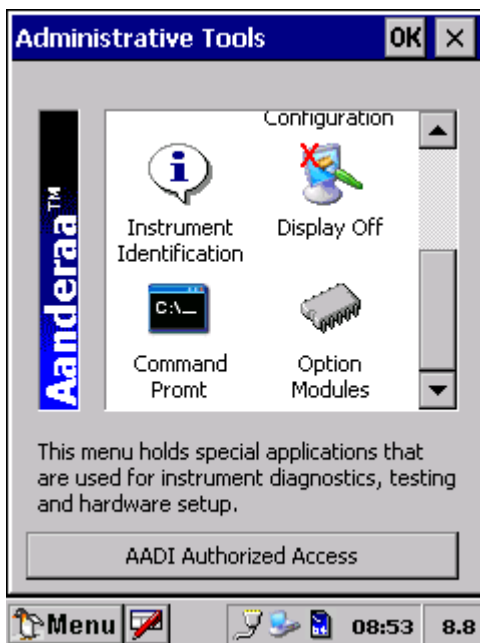 Administrative Tools OK
Aanderaa™
Configuration
Instrument Identification
Display Off
C:\_
Command Promt
Option Modules
This menu holds special applications that
are used for instrument diagnostics, testing
and hardware setup.
AADI Authorized Access
Menu 08:53 8.8